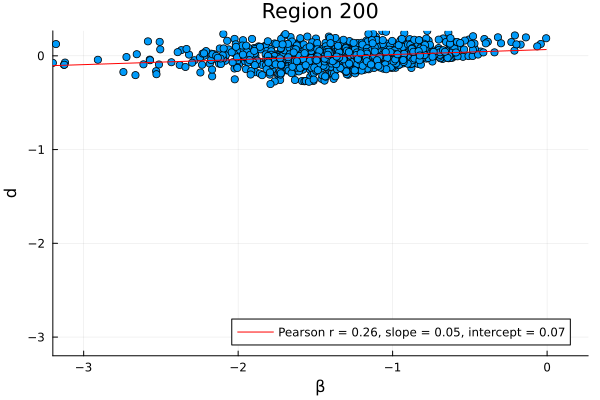 Region 200
0
−1
−2
−3
d
Pearson r = 0.26, slope = 0.05, intercept = 0.07
−3
−2
−1
0
β